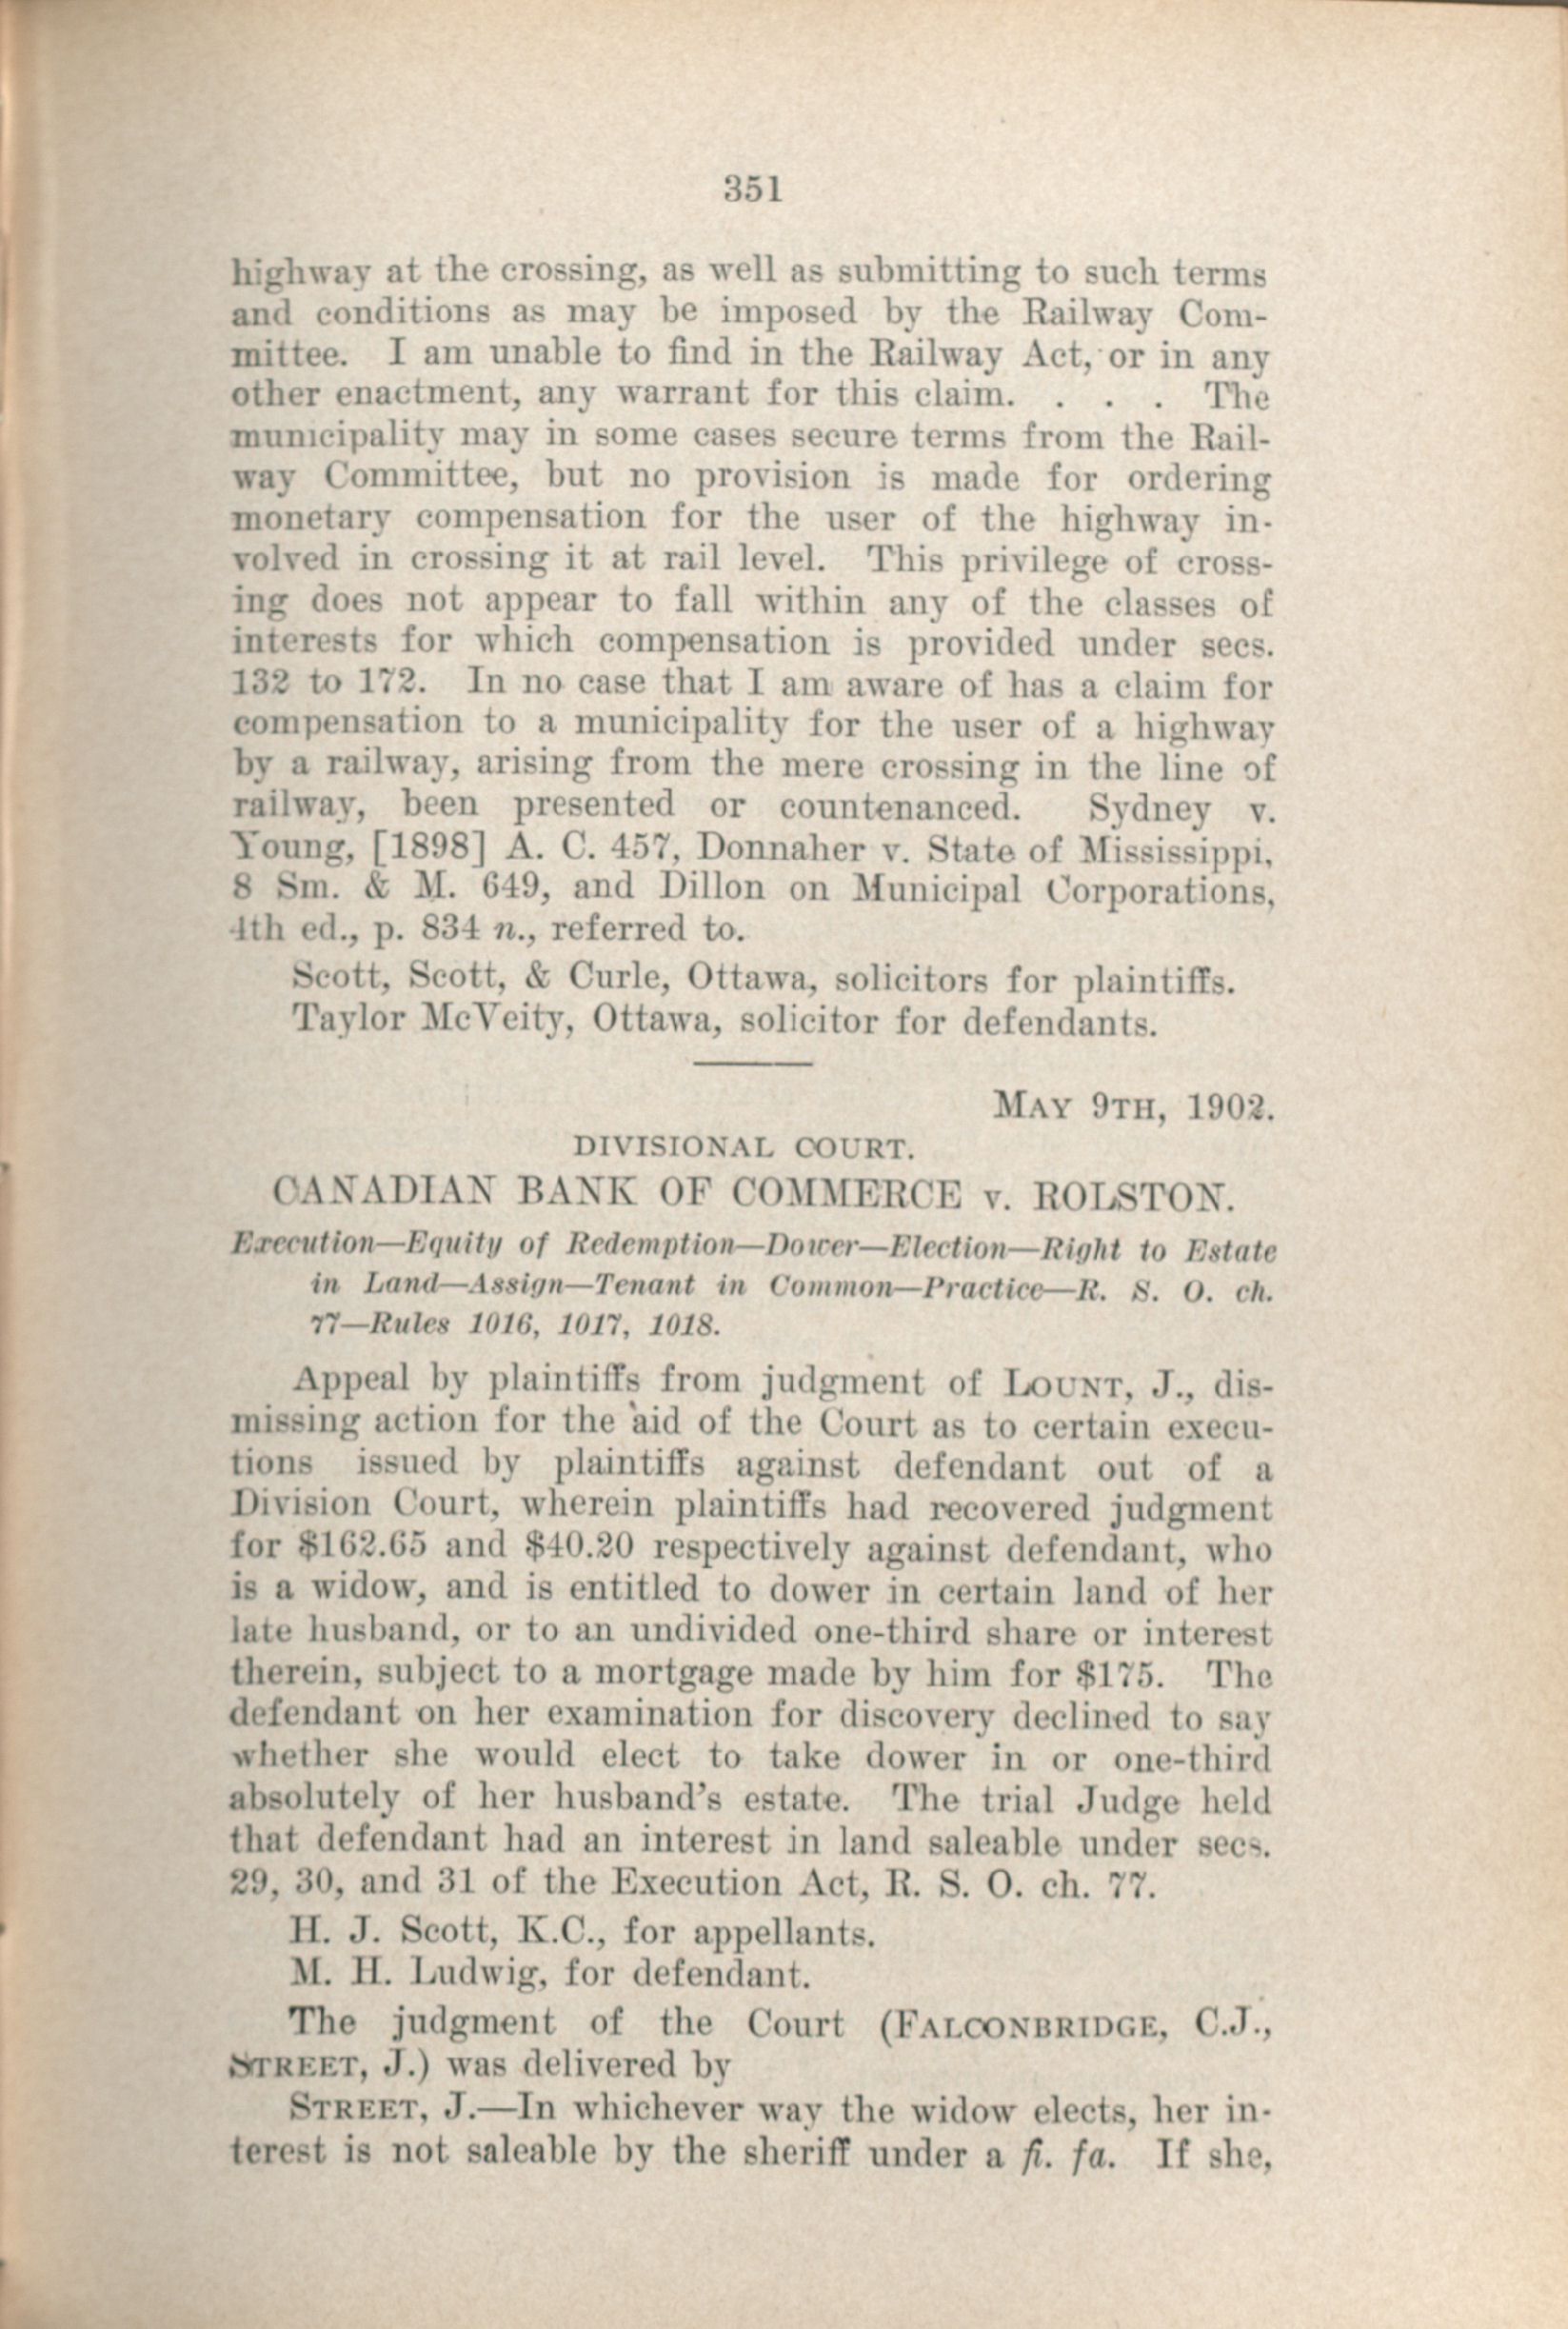 351
highway at the crossing, as well as submitting to such terms
and conditions as may be imposed by the Railway Com-
mittee. I am unable to find in the Railway Act, or in any
other enactment, any warrant for this claim. . . . The
municipality may in some cases secure terms from the Rail-
way Committee, but no provision is made for ordering
monetary compensation for the user of the highway in-
volved in crossing it at rail level. This privilege of cross-
ing does not appear to fall within any of the classes of
interests for which compensation is provided under secs.
132 to 172. In no case that I am aware of has a claim for
compensation to a municipality for the user of a highway
by a railway, arising from the mere crossing in the line of
railway, been presented or countenanced. Sydney v.
Young, [1898] A. C. 457, Donnaher v. State of Mississippi,
8 Sm. & M. 649, and Dillon on Municipal Corporations,
4th ed., p. 834 n., referred to.
Scott, Scott, & Curle, Ottawa, solicitors for plaintiffs.
Taylor McVeity, Ottawa, solicitor for defendants.
MAY 9TH, 1902.
DIVISIONAL COURT.
CANADIAN BANK OF COMMERCE v. ROLSTON.
Execution—Equity of Redemption—Dower—Election—Right to Estate
in Land—Assign—Tenant in Common—Practice—R. S. O. ch.
77—Rules 1016, 1017, 1018.
Appeal by plaintiffs from judgment of LOUNT, J., dis-
missing action for the aid of the Court as to certain execu-
tions issued by plaintiffs against defendant out of a
Division Court, wherein plaintiffs had recovered judgment
for $162.65 and $40.20 respectively against defendant, who
is a widow, and is entitled to dower in certain land of her
late husband, or to an undivided one-third share or interest
therein, subject to a mortgage made by him for $175. The
defendant on her examination for discovery declined to say
whether she would elect to take dower in or one-third
absolutely of her husband's estate. The trial Judge held
that defendant had an interest in land saleable under secs.
29, 30, and 31 of the Execution Act, R. S. O. ch. 77.
H. J. Scott, K.C., for appellants.
M. H. Ludwig, for defendant.
The judgment of the Court (FALCONBRIDGE, C.J.,
STREET, J.) was delivered by
STREET, J.—In whichever way the widow elects, her in-
terest is not saleable by the sheriff under a fi. fa. If she,